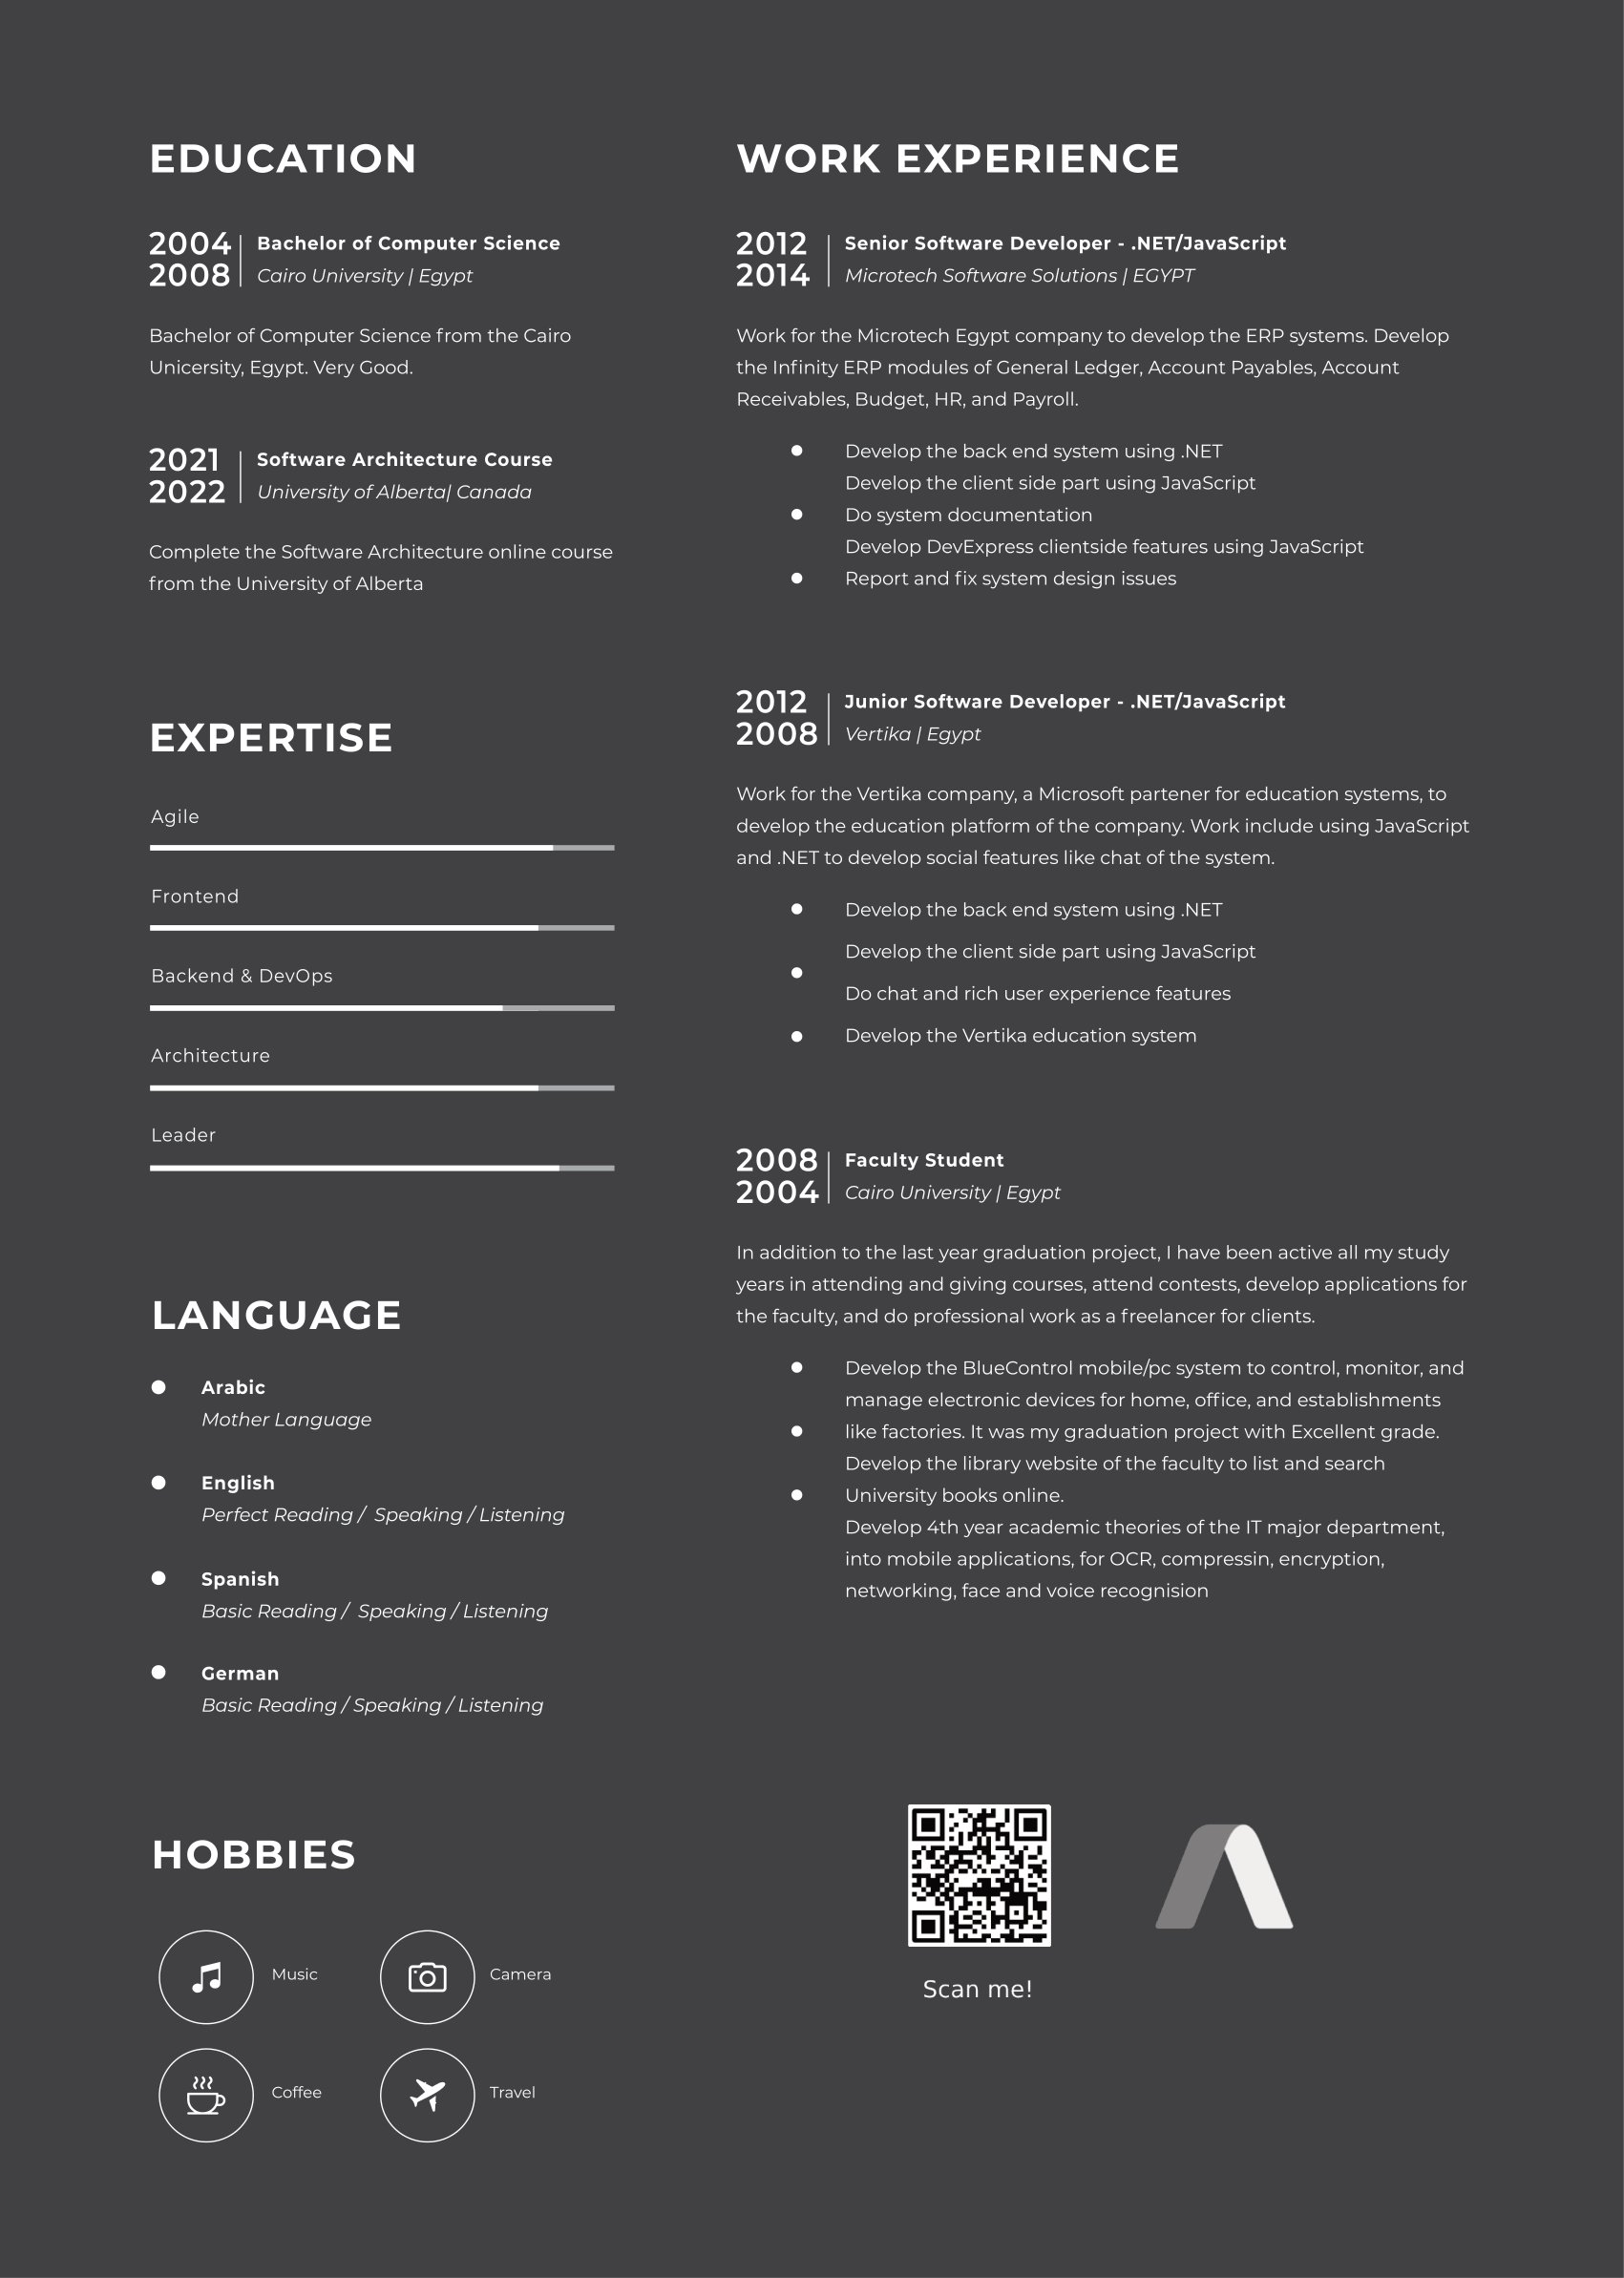 EDUCATION
2004
2008
Bachelor of Computer Science
Cairo University | Egypt
Bachelor of Computer Science from the Cairo
Unicersity, Egypt. Very Good.
2021
2022
Software Architecture Course
University of Alberta| Canada
Complete the Software Architecture online course
from the University of Alberta
EXPERTISE
Agile
Frontend
Backend & DevOps
Architecture
Leader
LANGUAGE
Arabic
Mother Language
English
Perfect Reading / Speaking / Listening
Spanish
Basic Reading / Speaking / Listening
German
Basic Reading / Speaking / Listening
HOBBIES
Music
Camera
Coffee
Travel
WORK EXPERIENCE
2012
2014
Senior Software Developer - .NET/JavaScript
Microtech Software Solutions | EGYPT
Work for the Microtech Egypt company to develop the ERP systems. Develop
the Infinity ERP modules of General Ledger, Account Payables, Account
Receivables, Budget, HR, and Payroll.
Develop the back end system using .NET
Develop the client side part using JavaScript
Do system documentation
Develop DevExpress clientside features using JavaScript
Report and fix system design issues
2012
2008
Junior Software Developer - .NET/JavaScript
Vertika | Egypt
Work for the Vertika company, a Microsoft partener for education systems, to
develop the education platform of the company. Work include using JavaScript
and .NET to develop social features like chat of the system.
Develop the back end system using .NET
Develop the client side part using JavaScript
Do chat and rich user experience features
Develop the Vertika education system
2008
2004
Faculty Student
Cairo University | Egypt
In addition to the last year graduation project, I have been active all my study
years in attending and giving courses, attend contests, develop applications for
the faculty, and do professional work as a freelancer for clients.
Develop the BlueControl mobile/pc system to control, monitor, and
manage electronic devices for home, office, and establishments
like factories. It was my graduation project with Excellent grade.
Develop the library website of the faculty to list and search
University books online.
Develop 4th year academic theories of the IT major department,
into mobile applications, for OCR, compressin, encryption,
networking, face and voice recognision
Scan me!